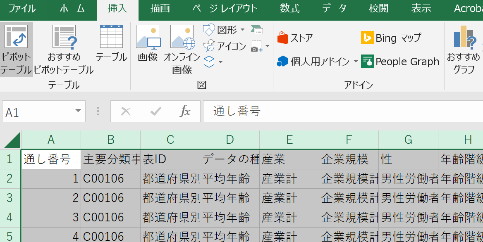 ファイル ホーム 挿入 描画 ページ レイアウト 数式 データ 校閲 表示 Acrobat
ピボット テーブル
おすすめ ピボットテーブル
テーブル
テーブル
画像
オンライン 画像
図形
アイコン
図
ストア
個人用アドイン
Bing マップ
People Graph
アドイン
おすすめ グラフ
A1 fx 通し番号
A B C D E F G H
1 通し番号 主要分類中 表ID データの種 産業 企業規模 性 年齢階級
2 1 C00106 都道府県別 平均年齢 産業計 企業規模計 男性労働者 年齢階級
3 2 C00106 都道府県別 平均年齢 産業計 企業規模計 男性労働者 年齢階級
4 3 C00106 都道府県別 平均年齢 産業計 企業規模計 男性労働者 年齢階級
5 4 C00106 都道府県別 平均年齢 産業計 企業規模計 男性労働者 年齢階級